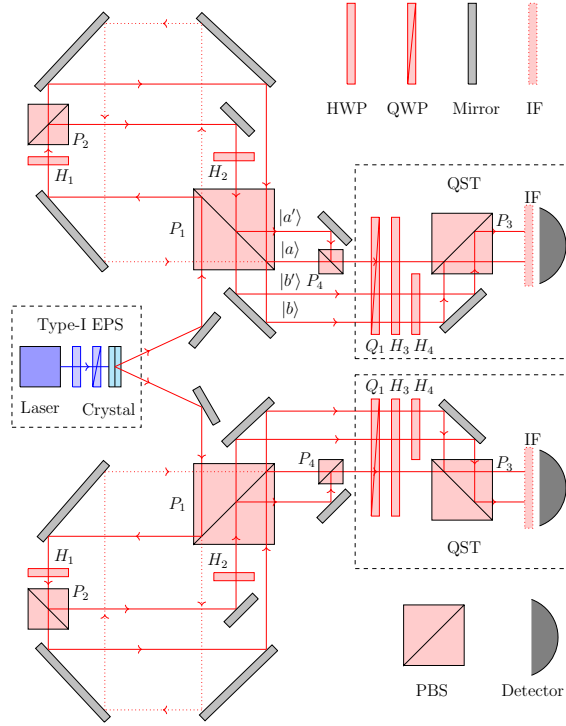 HWP QWP Mirror IF
P₂
H₁
H₂
P₁
|a′⟩
|a⟩
|b′⟩ P₄
|b⟩
QST
P₃
IF
Q₁ H₃ H₄
Type-I EPS
Laser Crystal
Q₁ H₃ H₄
P₄
P₃
IF
QST
P₁
H₁
P₂
H₂
PBS
Detector